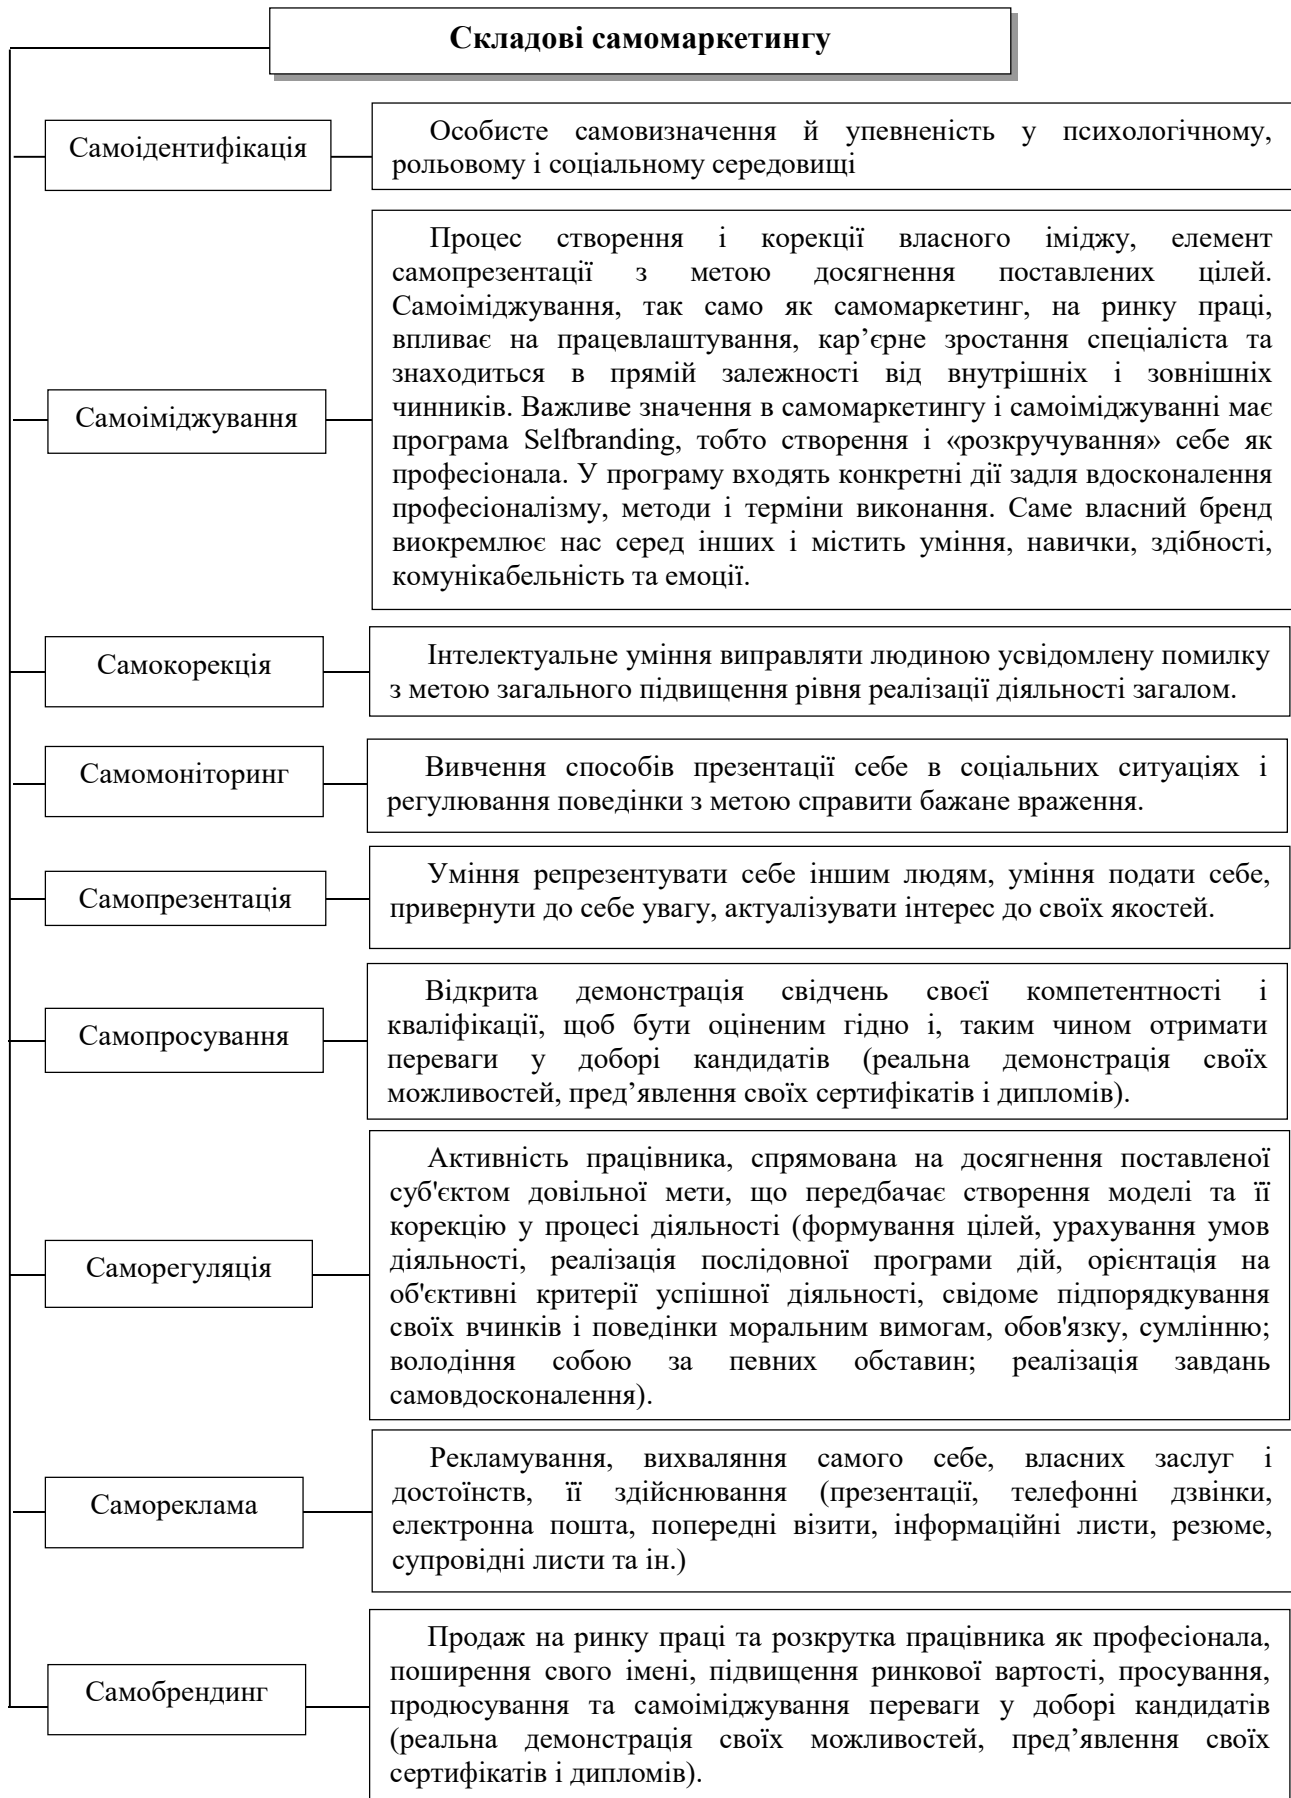 Складові самомаркетингу
Самоідентифікація
Особисте самовизначення й упевненість у психологічному,
рольовому і соціальному середовищі
Самоіміджування
Процес створення і корекції власного іміджу, елемент
самопрезентації з метою досягнення поставлених цілей.
Самоіміджування, так само як самомаркетинг, на ринку праці,
впливає на працевлаштування, кар’єрне зростання спеціаліста та
знаходиться в прямій залежності від внутрішніх і зовнішніх
чинників. Важливе значення в самомаркетингу і самоіміджуванні має
програма Selfbranding, тобто створення і «розкручування» себе як
професіонала. У програму входять конкретні дії задля вдосконалення
професіоналізму, методи і терміни виконання. Саме власний бренд
виокремлює нас серед інших і містить уміння, навички, здібності,
комунікабельність та емоції.
Самокорекція
Інтелектуальне уміння виправляти людиною усвідомлену помилку
з метою загального підвищення рівня реалізації діяльності загалом.
Самомоніторинг
Вивчення способів презентації себе в соціальних ситуаціях і
регулювання поведінки з метою справити бажане враження.
Самопрезентація
Уміння репрезентувати себе іншим людям, уміння подати себе,
привернути до себе увагу, актуалізувати інтерес до своїх якостей.
Самопросування
Відкрита демонстрація свідчень своєї компетентності і
кваліфікації, щоб бути оціненим гідно і, таким чином отримати
переваги у доборі кандидатів (реальна демонстрація своїх
можливостей, пред’явлення своїх сертифікатів і дипломів).
Саморегуляція
Активність працівника, спрямована на досягнення поставленої
суб'єктом довільної мети, що передбачає створення моделі та її
корекцію у процесі діяльності (формування цілей, урахування умов
діяльності, реалізація послідовної програми дій, орієнтація на
об'єктивні критерії успішної діяльності, свідоме підпорядкування
своїх вчинків і поведінки моральним вимогам, обов'язку, сумлінню;
володіння собою за певних обставин; реалізація завдань
самовдосконалення).
Самореклама
Рекламування, вихваляння самого себе, власних заслуг і
достоїнств, її здійснювання (презентації, телефонні дзвінки,
електронна пошта, попередні візити, інформаційні листи, резюме,
супровідні листи та ін.)
Самобрендинг
Продаж на ринку праці та розкрутка працівника як професіонала,
поширення свого імені, підвищення ринкової вартості, просування,
продюсування та самоіміджування переваги у доборі кандидатів
(реальна демонстрація своїх можливостей, пред’явлення своїх
сертифікатів і дипломів).